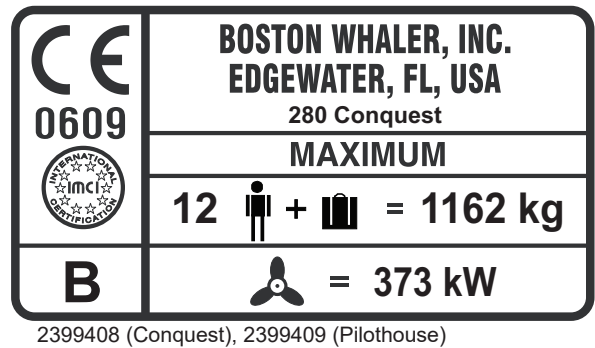 CE
0609
INTERNATIONAL
IMCI
CERTIFICATION
B
BOSTON WHALER, INC.
EDGEWATER, FL, USA
280 Conquest
MAXIMUM
12 + = 1162 kg
= 373 kW
2399408 (Conquest), 2399409 (Pilothouse)